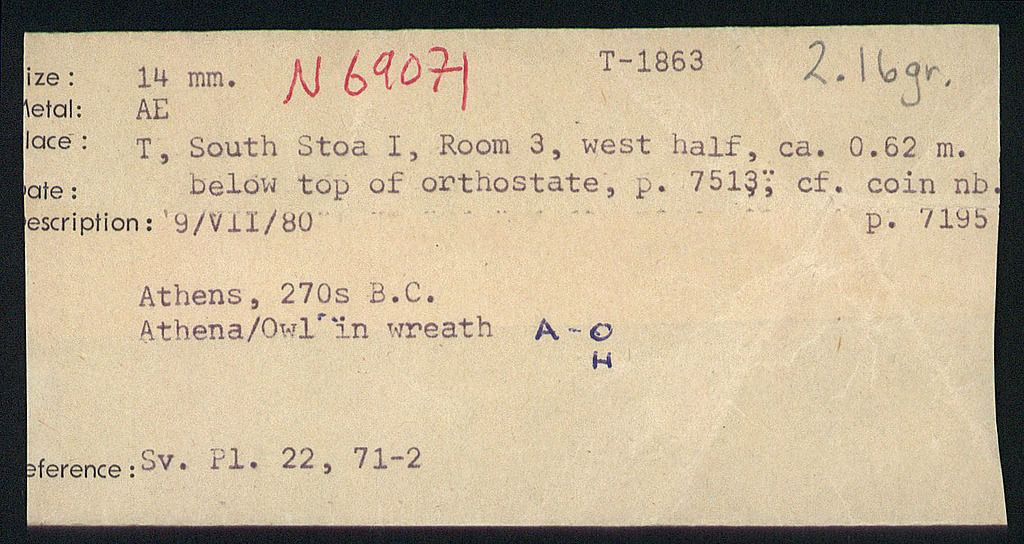 ize: 14 mm. N 69071 T-1863 2.16gr.
etal: AE
lace: T, South Stoa I, Room 3, west half, ca. 0.62 m.
ate: below top of orthostate, p. 7513; cf. coin nb.
escription: '9/VII/80 p. 7195
Athens, 270s B.C.
Athena/Owl in wreath A-Θ
H
eference: Sv. Pl. 22, 71-2